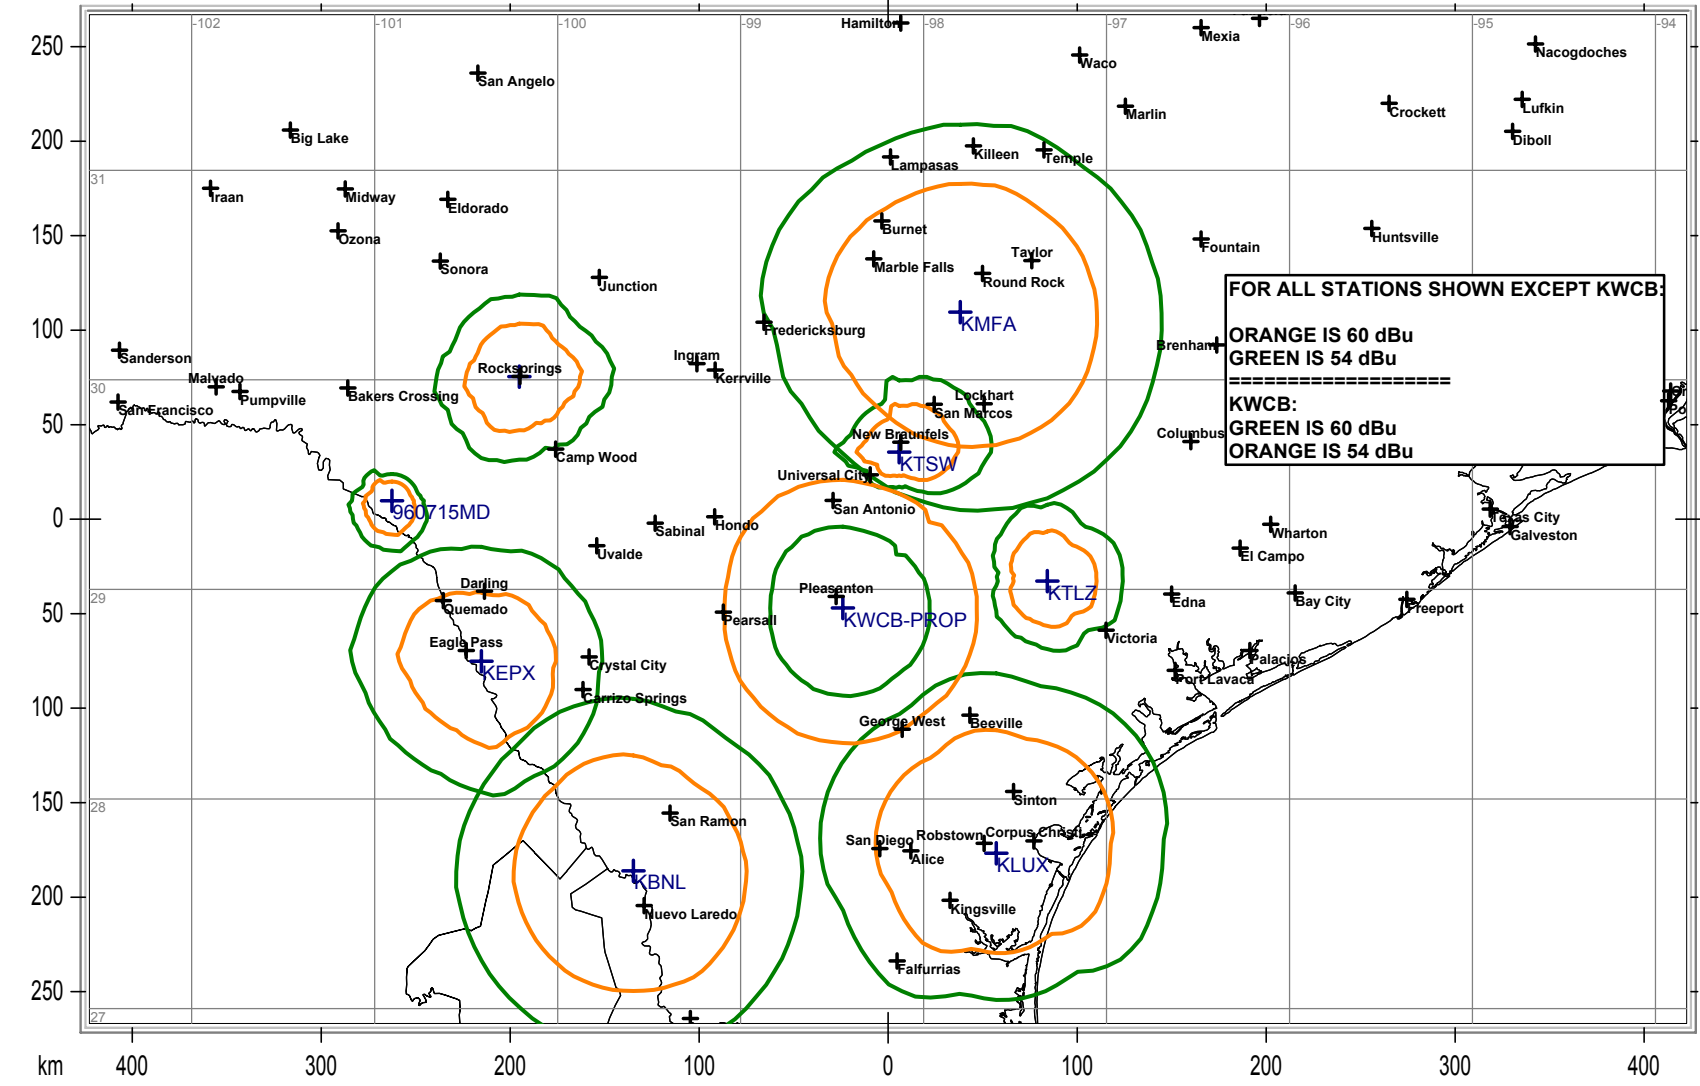 -102 -101 -100 -99 -98 -97 -96 -95 -94
Hamilton
Mexia
250
Waco
Nacogdoches
San Angelo
Marlin
Crockett
Lufkin
200
Big Lake
Diboll
Killeen
Temple
Lampasas
31
Iraan
Midway
Eldorado
150
Burnet
Ozona
Fountain
Huntsville
Taylor
Sonora
Marble Falls
Round Rock
Junction
FOR ALL STATIONS SHOWN EXCEPT KWCB:
ORANGE IS 60 dBu
GREEN IS 54 dBu
====================
KWCB:
GREEN IS 60 dBu
ORANGE IS 54 dBu
100
KMFA
Fredericksburg
Brenham
Sanderson
Ingram
Rocksprings
Kerrville
Malvado
30
Pumpville
Bakers Crossing
Lockhart
San Francisco
San Marcos
50
New Braunfels
Columbus
Camp Wood
KTSW
Universal City
960715MD
San Antonio
0
Hondo
Sabinal
Texas City
Wharton
Galveston
Uvalde
El Campo
Darling
Pleasanton
KTLZ
29
Quemado
Edna
Bay City
Freeport
50
Pearsall
KWCB-PROP
Victoria
Eagle Pass
KEPX
Crystal City
Palacios
Port Lavaca
Carrizo Springs
100
George West
Beeville
150
28
Sinton
San Ramon
San Diego
Robstown
Corpus Christi
Alice
KLUX
KBNL
200
Nuevo Laredo
Kingsville
Falfurrias
250
27
km 400 300 200 100 0 100 200 300 400